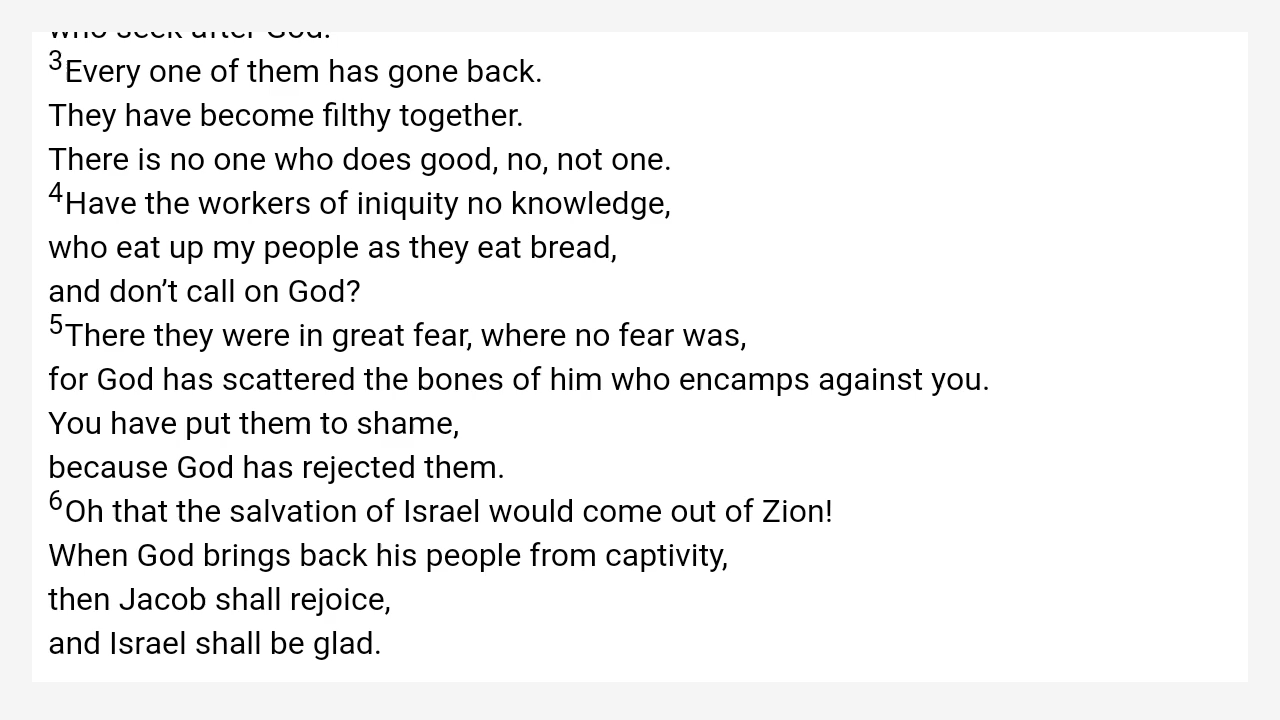 who seek after God.
3Every one of them has gone back.
They have become filthy together.
There is no one who does good, no, not one.
4Have the workers of iniquity no knowledge,
who eat up my people as they eat bread,
and don’t call on God?
5There they were in great fear, where no fear was,
for God has scattered the bones of him who encamps against you.
You have put them to shame,
because God has rejected them.
6Oh that the salvation of Israel would come out of Zion!
When God brings back his people from captivity,
then Jacob shall rejoice,
and Israel shall be glad.